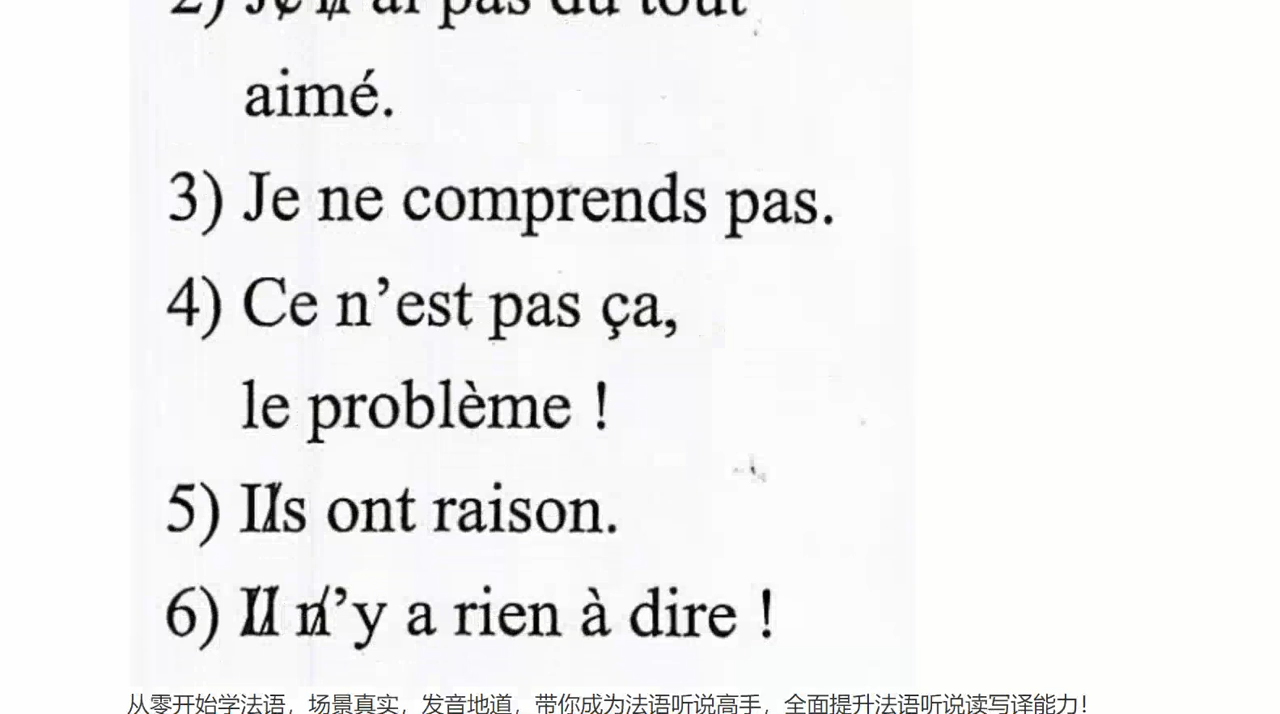 2) Je n'ai pas du tout
aimé.
3) Je ne comprends pas.
4) Ce n’est pas ça,
le problème !
5) Ils ont raison.
6) Il n’y a rien à dire !
从零开始学法语，场景真实，发音地道，带你成为法语听说高手，全面提升法语听说读写译能力！